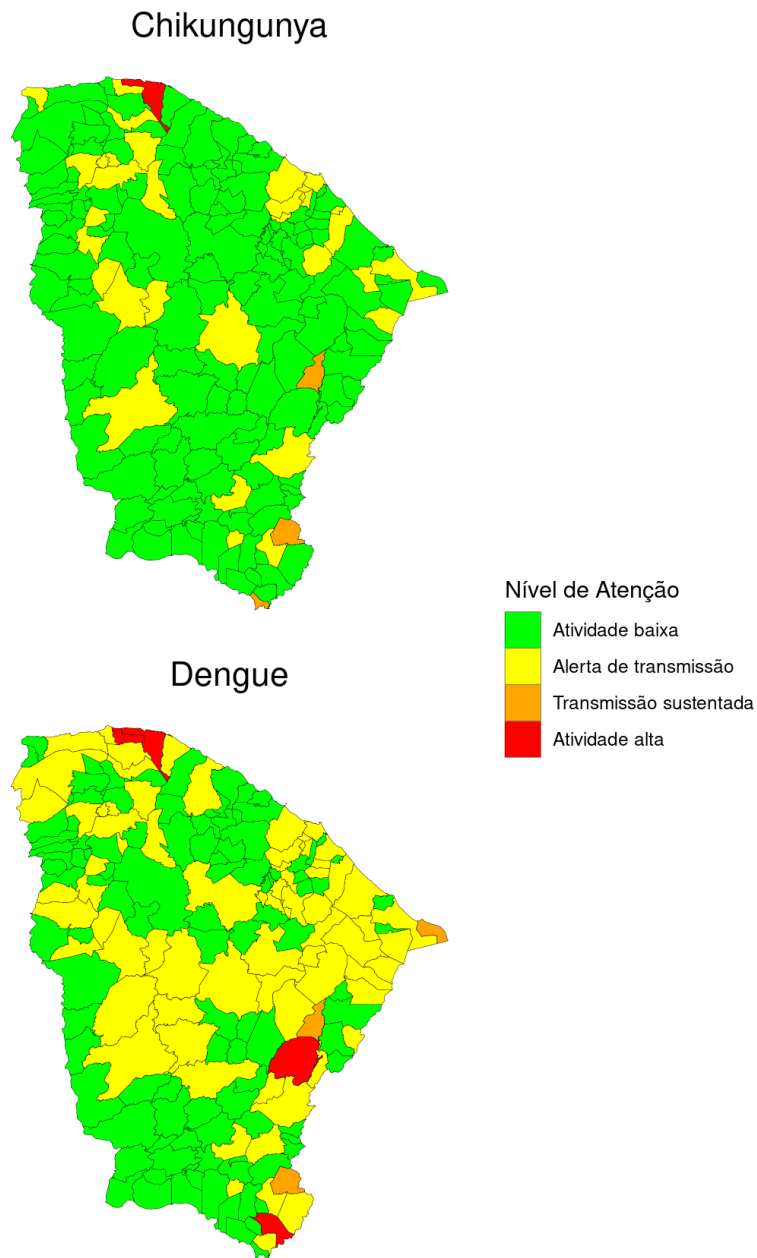 Chikungunya
Nível de Atenção
Atividade baixa
Alerta de transmissão
Transmissão sustentada
Atividade alta
Dengue